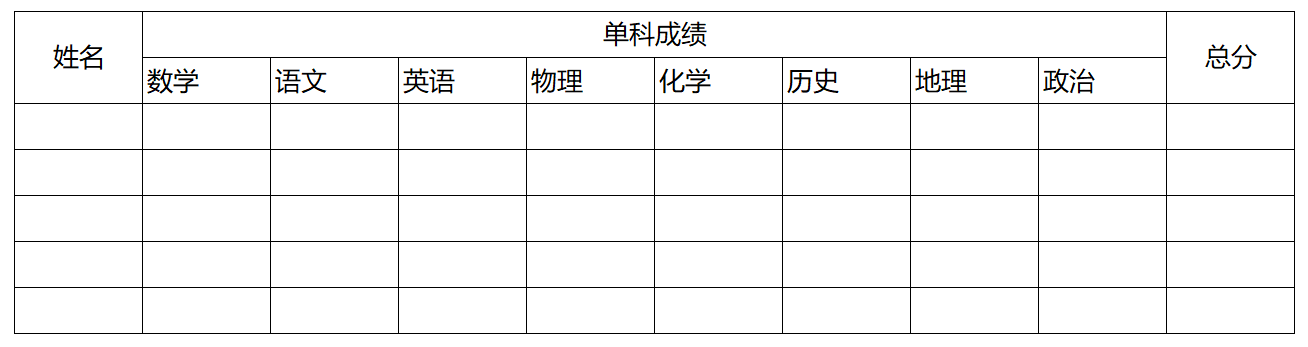 姓名 单科成绩 总分
数学 语文 英语 物理 化学 历史 地理 政治